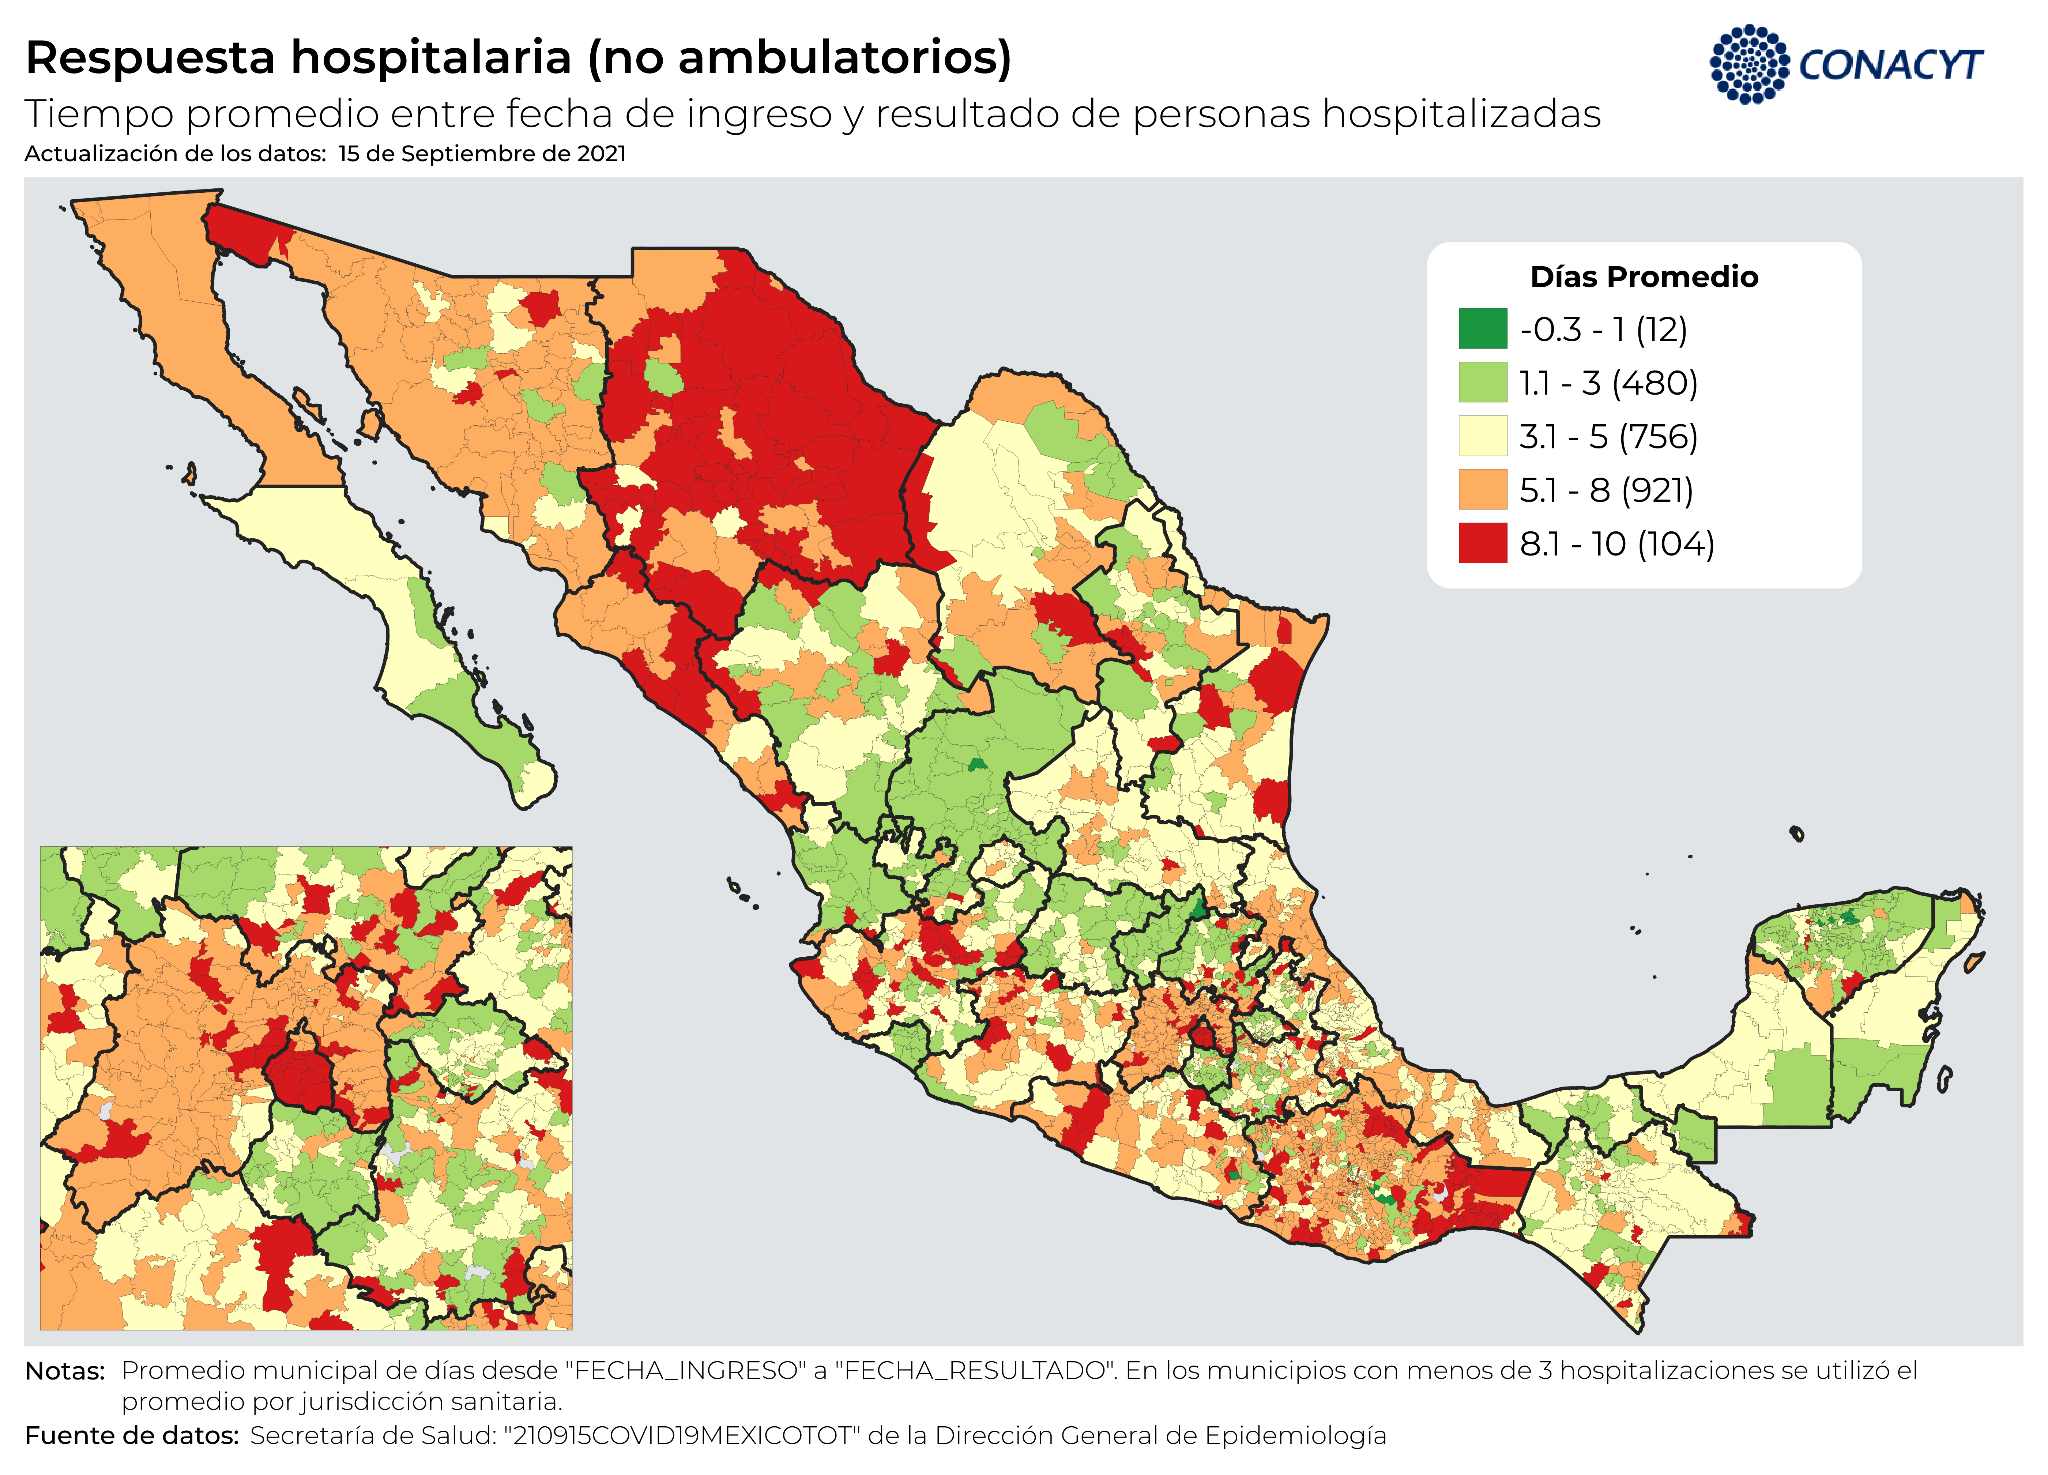 Respuesta hospitalaria (no ambulatorios)
CONACYT
Tiempo promedio entre fecha de ingreso y resultado de personas hospitalizadas
Actualización de los datos: 15 de Septiembre de 2021
Días Promedio
-0.3 - 1 (12)
1.1 - 3 (480)
3.1 - 5 (756)
5.1 - 8 (921)
8.1 - 10 (104)
Notas: Promedio municipal de días desde "FECHA_INGRESO" a "FECHA_RESULTADO". En los municipios con menos de 3 hospitalizaciones se utilizó el
promedio por jurisdicción sanitaria.
Fuente de datos: Secretaría de Salud: "210915COVID19MEXICOTOT" de la Dirección General de Epidemiología